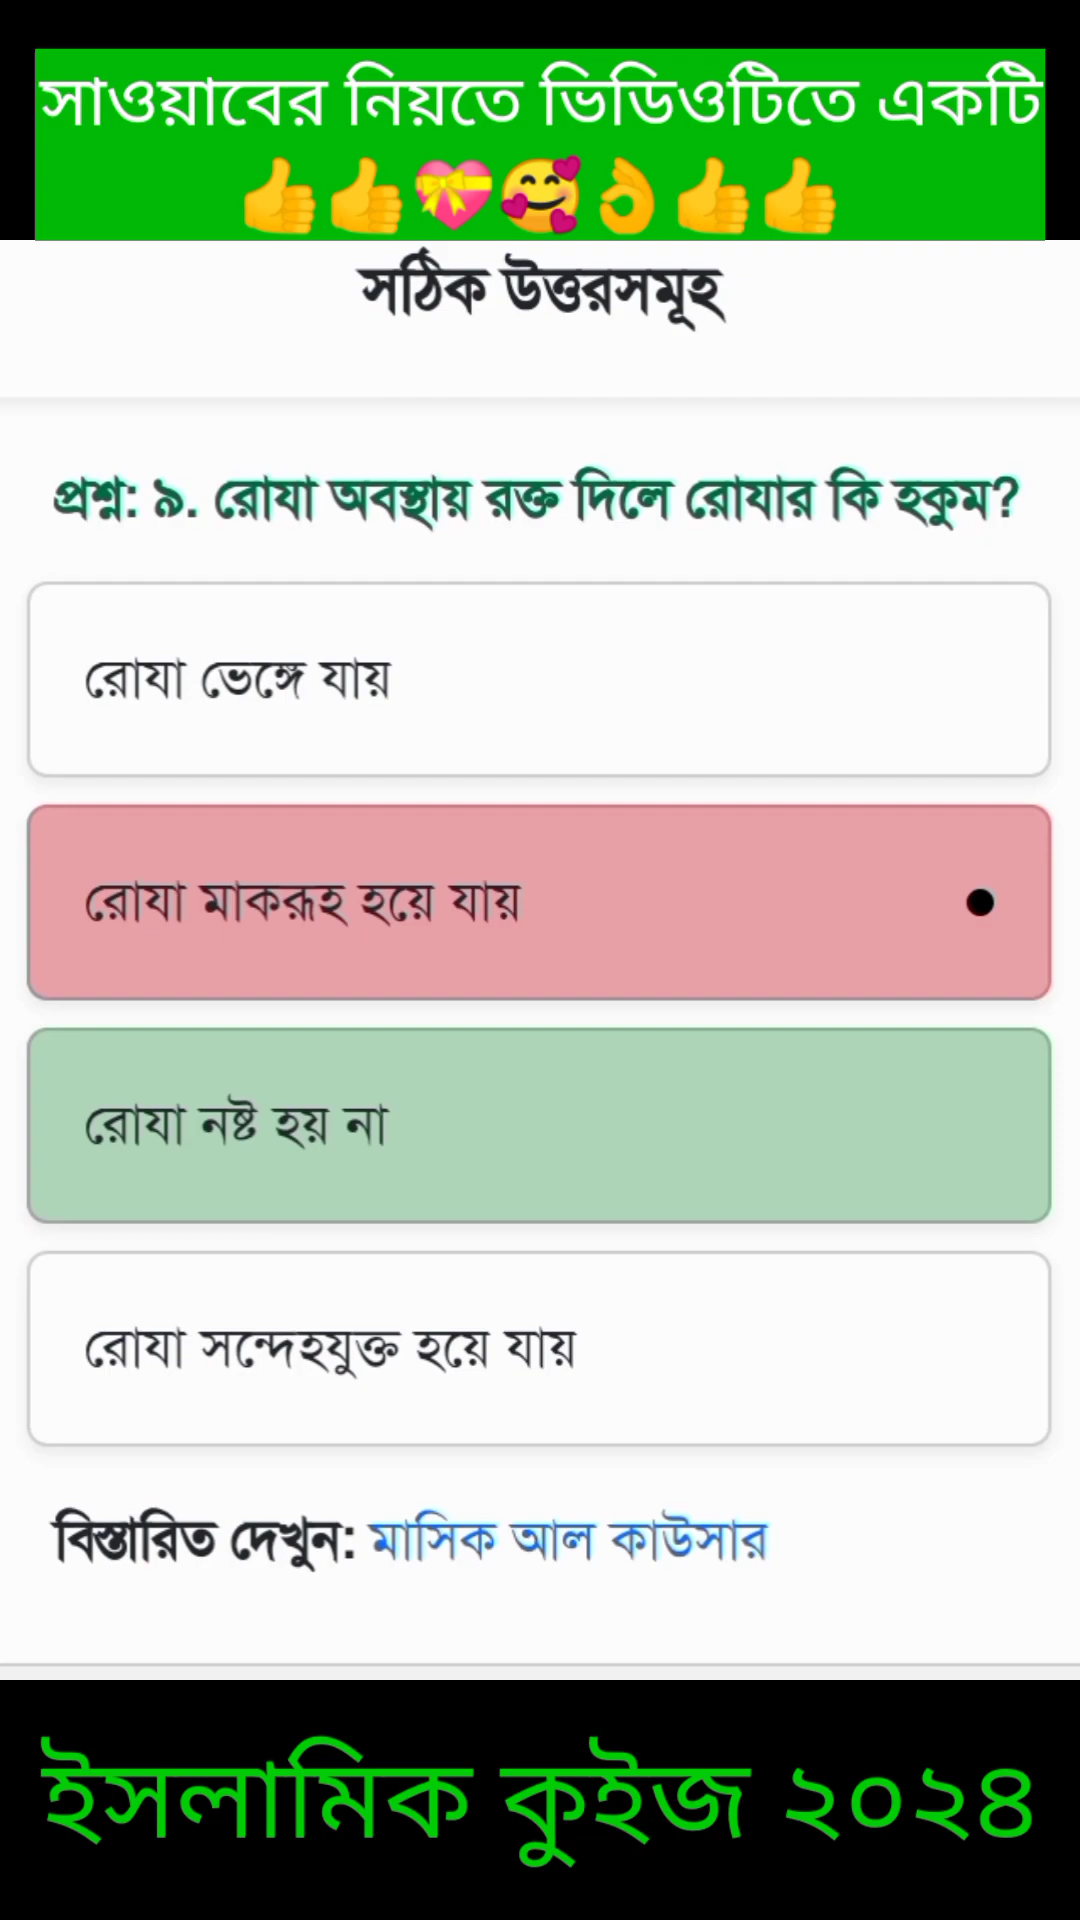 সাওয়াবের নিয়তে ভিডিওটিতে একটি
👍👍💝🥰👌👍👍
সঠিক উত্তরসমূহ
প্রশ্ন: ৯. রোযা অবস্থায় রক্ত দিলে রোযার কি হুকুম?
রোযা ভেঙ্গে যায়
রোযা মাকরূহ হয়ে যায়
রোযা নষ্ট হয় না
রোযা সন্দেহযুক্ত হয়ে যায়
বিস্তারিত দেখুন: মাসিক আল কাউসার
ইসলামিক কুইজ ২০২৪